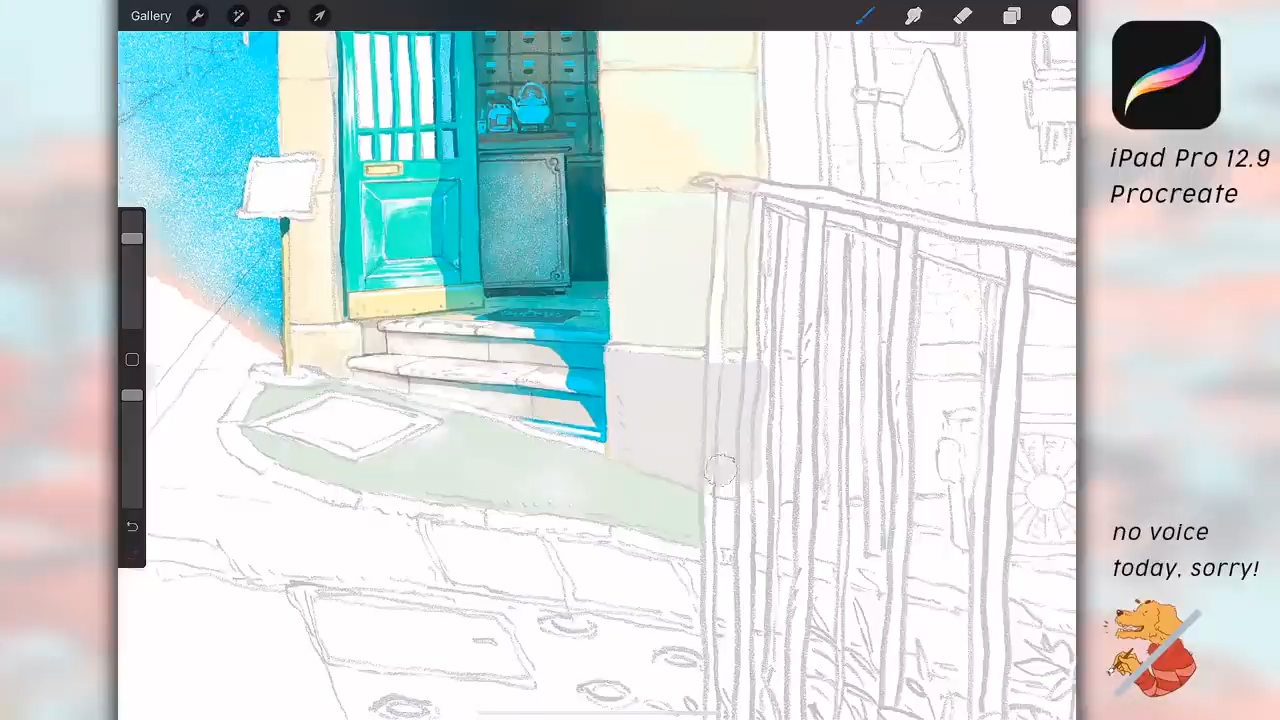 Gallery
iPad Pro 12.9
Procreate
no voice
today, sorry!